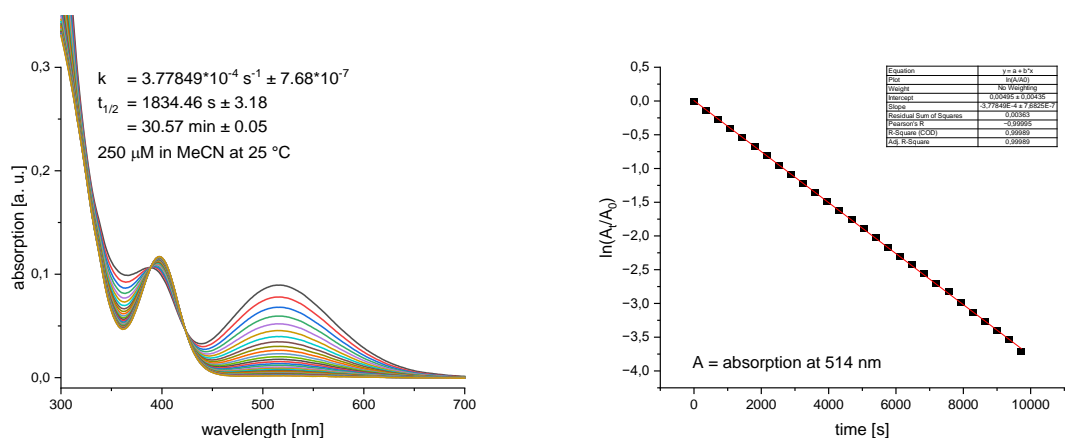 0,3
0,2
0,1
0,0
300
400
500
600
700
absorption [a. u.]
wavelength [nm]
k = 3.77849*10-4 s-1 ± 7.68*10-7
t1/2 = 1834.46 s ± 3.18
= 30.57 min ± 0.05
250 μM in MeCN at 25 °C
0,5
0,0
−0,5
−1,0
−1,5
−2,0
−2,5
−3,0
−3,5
−4,0
0
2000
4000
6000
8000
10000
ln(At/A0)
time [s]
A = absorption at 514 nm
Equation y = a + b*x
Plot ln(A/A0)
Weight No Weighting
Intercept 0,00495 ± 0,00435
Slope -3,77849E-4 ± 7,6825E-7
Residual Sum of Squares 0,00363
Pearson's R −0,99995
R-Square (COD) 0,99989
Adj. R-Square 0,99989